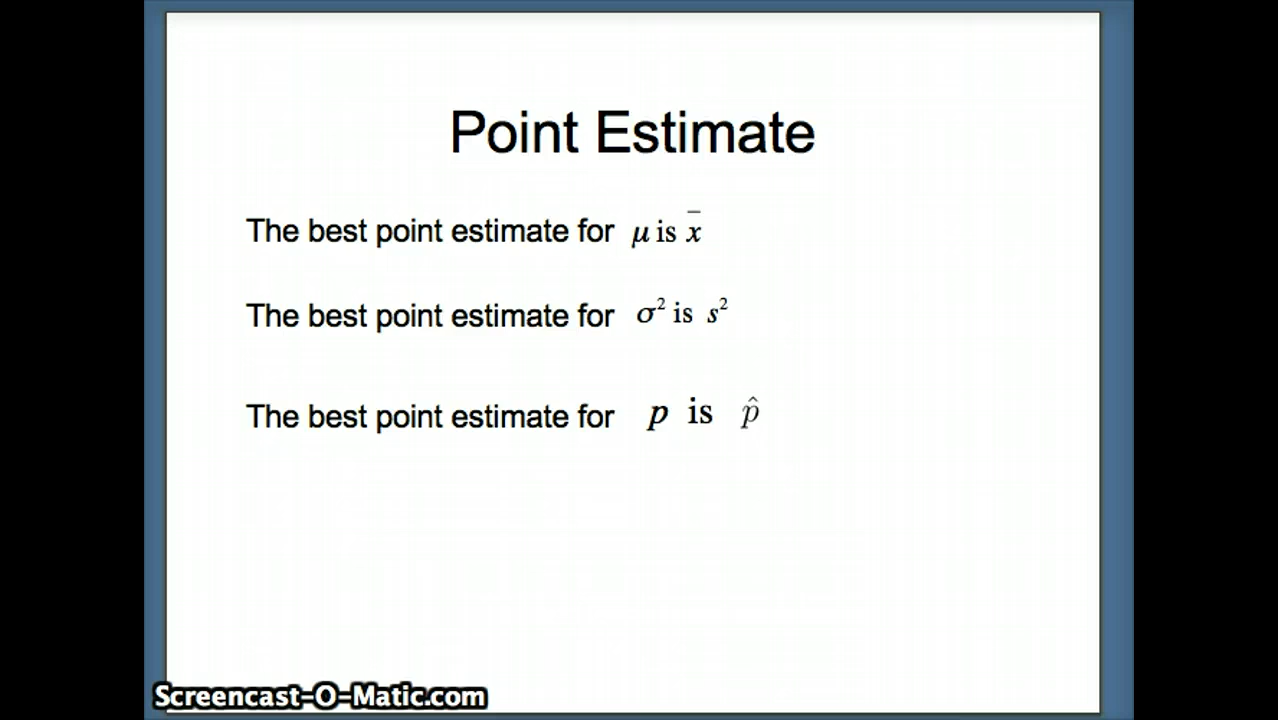 Point Estimate
The best point estimate for μ is x̄
The best point estimate for σ² is s²
The best point estimate for p is p̂
Screencast-O-Matic.com